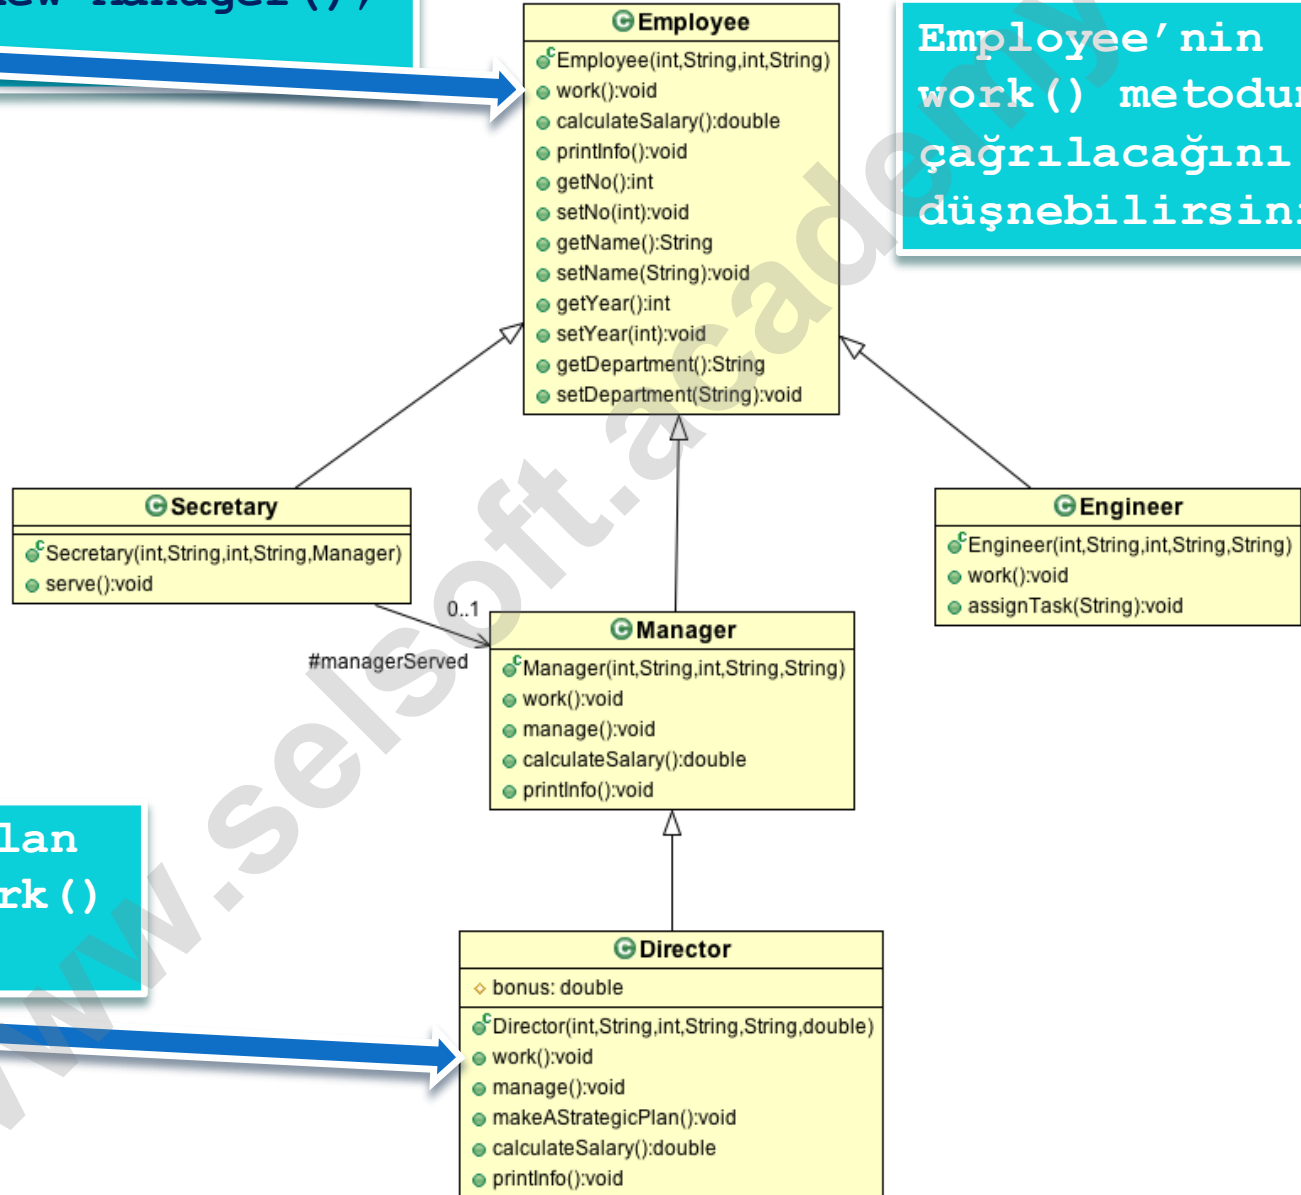 new Manager());
Employee
Employee(int,String,int,String)
work():void
calculateSalary():double
printInfo():void
getNo():int
setNo(int):void
getName():String
setName(String):void
getYear():int
setYear(int):void
getDepartment():String
setDepartment(String):void
Employee’nin
work() metodun
çağrılacağını
düşnebilirsini
Secretary
Secretary(int,String,int,String,Manager)
serve():void
Engineer
Engineer(int,String,int,String,String)
work():void
assignTask(String):void
0..1
#managerServed
Manager
Manager(int,String,int,String,String)
work():void
manage():void
calculateSalary():double
printInfo():void
lan
rk()
Director
bonus: double
Director(int,String,int,String,String,double)
work():void
manage():void
makeAStrategicPlan():void
calculateSalary():double
printInfo():void
www.selsoft.academy